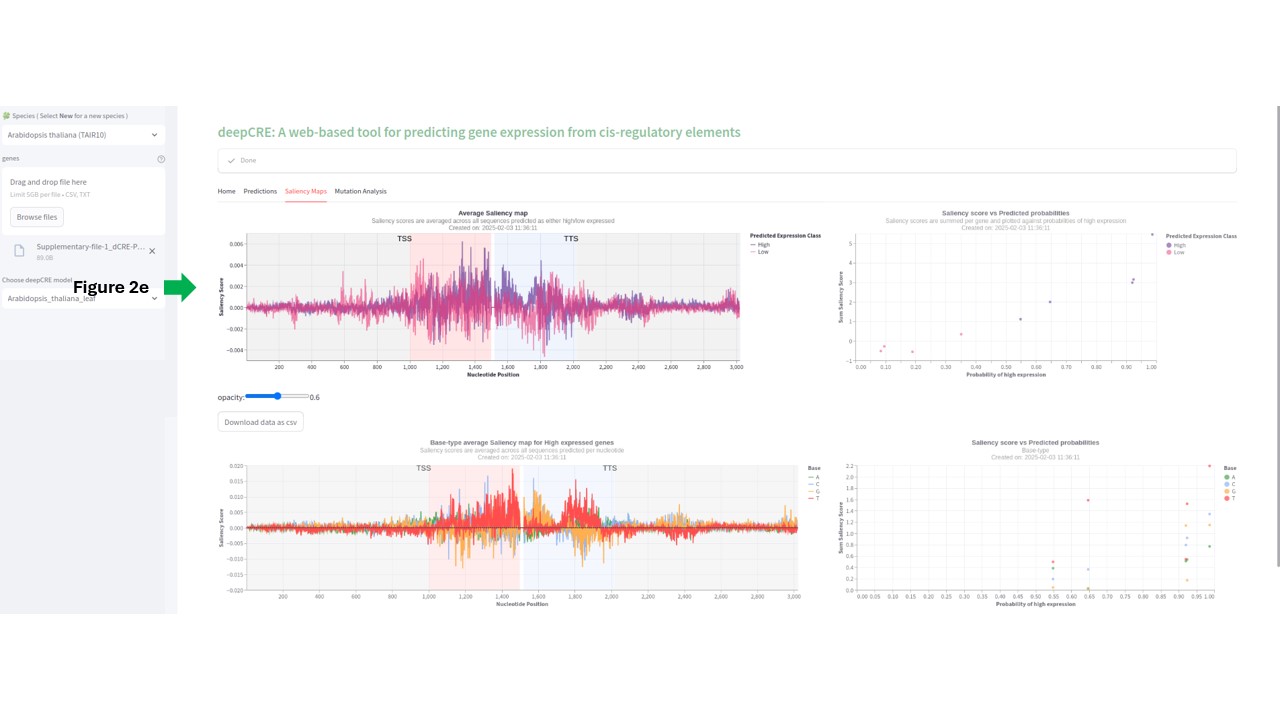 Species ( Select New for a new species )
Arabidopsis thaliana (TAIR10)
genes
Drag and drop file here
Limit 5GB per file • CSV, TXT
Browse files
Supplementary-file-1_dCRE-P...
89.0B
Choose deepCRE model
Arabidopsis_thaliana_leaf
Figure 2e
deepCRE: A web-based tool for predicting gene expression from cis-regulatory elements
Done
Home Predictions Saliency Maps Mutation Analysis
Average Saliency map
Saliency scores are averaged across all sequences predicted as either high/low expressed
Created on: 2025-02-03 11:36:11
TSS TTS
Predicted Expression Class
High
Low
Saliency Score
0.006
0.004
0.002
0.000
−0.002
−0.004
200 400 600 800 1,000 1,200 1,400 1,600 1,800 2,000 2,200 2,400 2,600 2,800 3,000
Nucleotide Position
Saliency score vs Predicted probabilities
Saliency scores are summed per gene and plotted against probabilities of high expression
Created on: 2025-02-03 11:36:11
Predicted Expression Class
High
Low
Sum Saliency Score
5
4
3
2
1
0
−1
0.00 0.10 0.20 0.30 0.40 0.50 0.60 0.70 0.80 0.90 1.00
Probability of high expression
opacity: 0.6
Download data as csv
Base-type average Saliency map for High expressed genes
Saliency scores are averaged across all sequences predicted per nucleotide
Created on: 2025-02-03 11:36:11
TSS TTS
Base
A
C
G
T
Saliency Score
0.020
0.015
0.010
0.005
0.000
−0.005
−0.010
−0.015
−0.020
200 400 600 800 1,000 1,200 1,400 1,600 1,800 2,000 2,200 2,400 2,600 2,800 3,000
Nucleotide Position
Saliency score vs Predicted probabilities
Base-type
Created on: 2025-02-03 11:36:11
Base
A
C
G
T
Sum Saliency Score
2.2
2.0
1.8
1.6
1.4
1.2
1.0
0.8
0.6
0.4
0.2
0.0
0.00 0.05 0.10 0.15 0.20 0.25 0.30 0.35 0.40 0.45 0.50 0.55 0.60 0.65 0.70 0.75 0.80 0.85 0.90 0.95 1.00
Probability of high expression